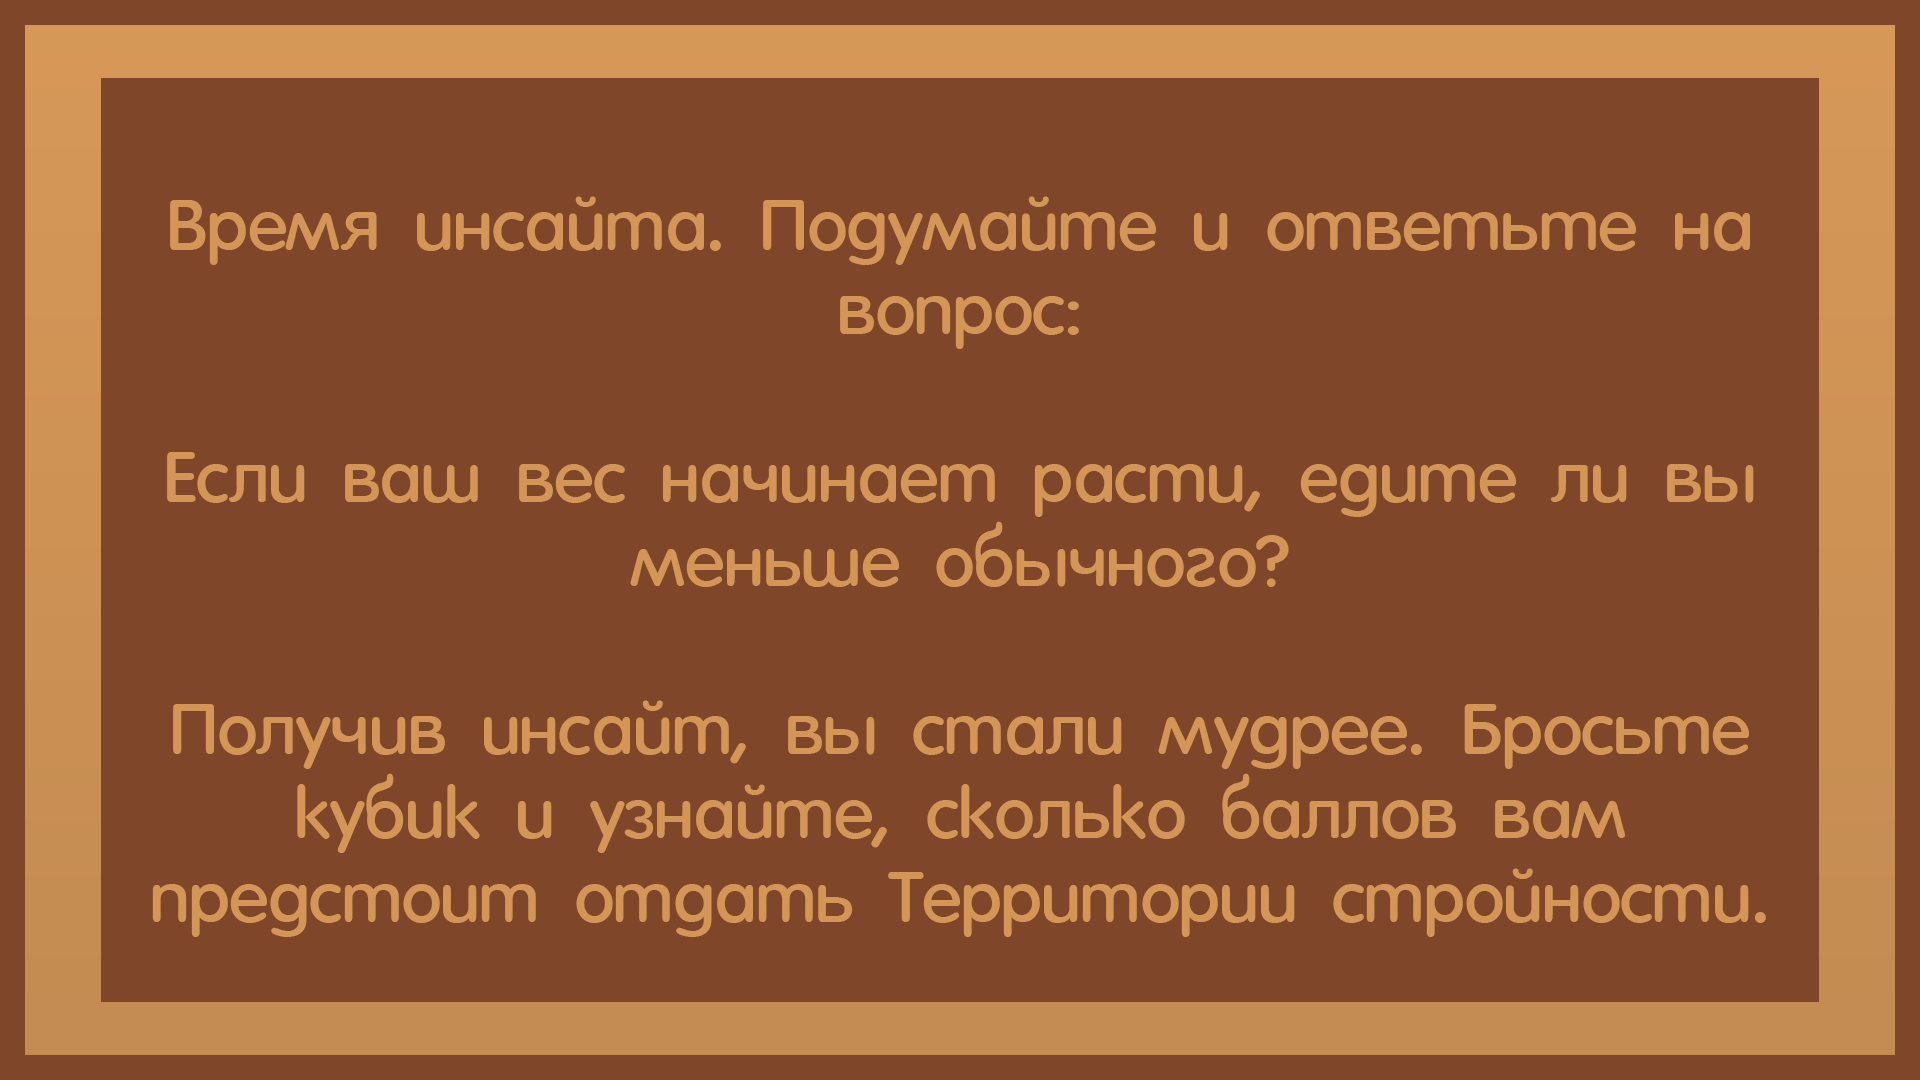 Время инсайта. Подумайте и ответьте на
вопрос:
Если ваш вес начинает расти, едите ли вы
меньше обычного?
Получив инсайт, вы стали мудрее. Бросьте
кубик и узнайте, сколько баллов вам
предстоит отдать Территории стройности.